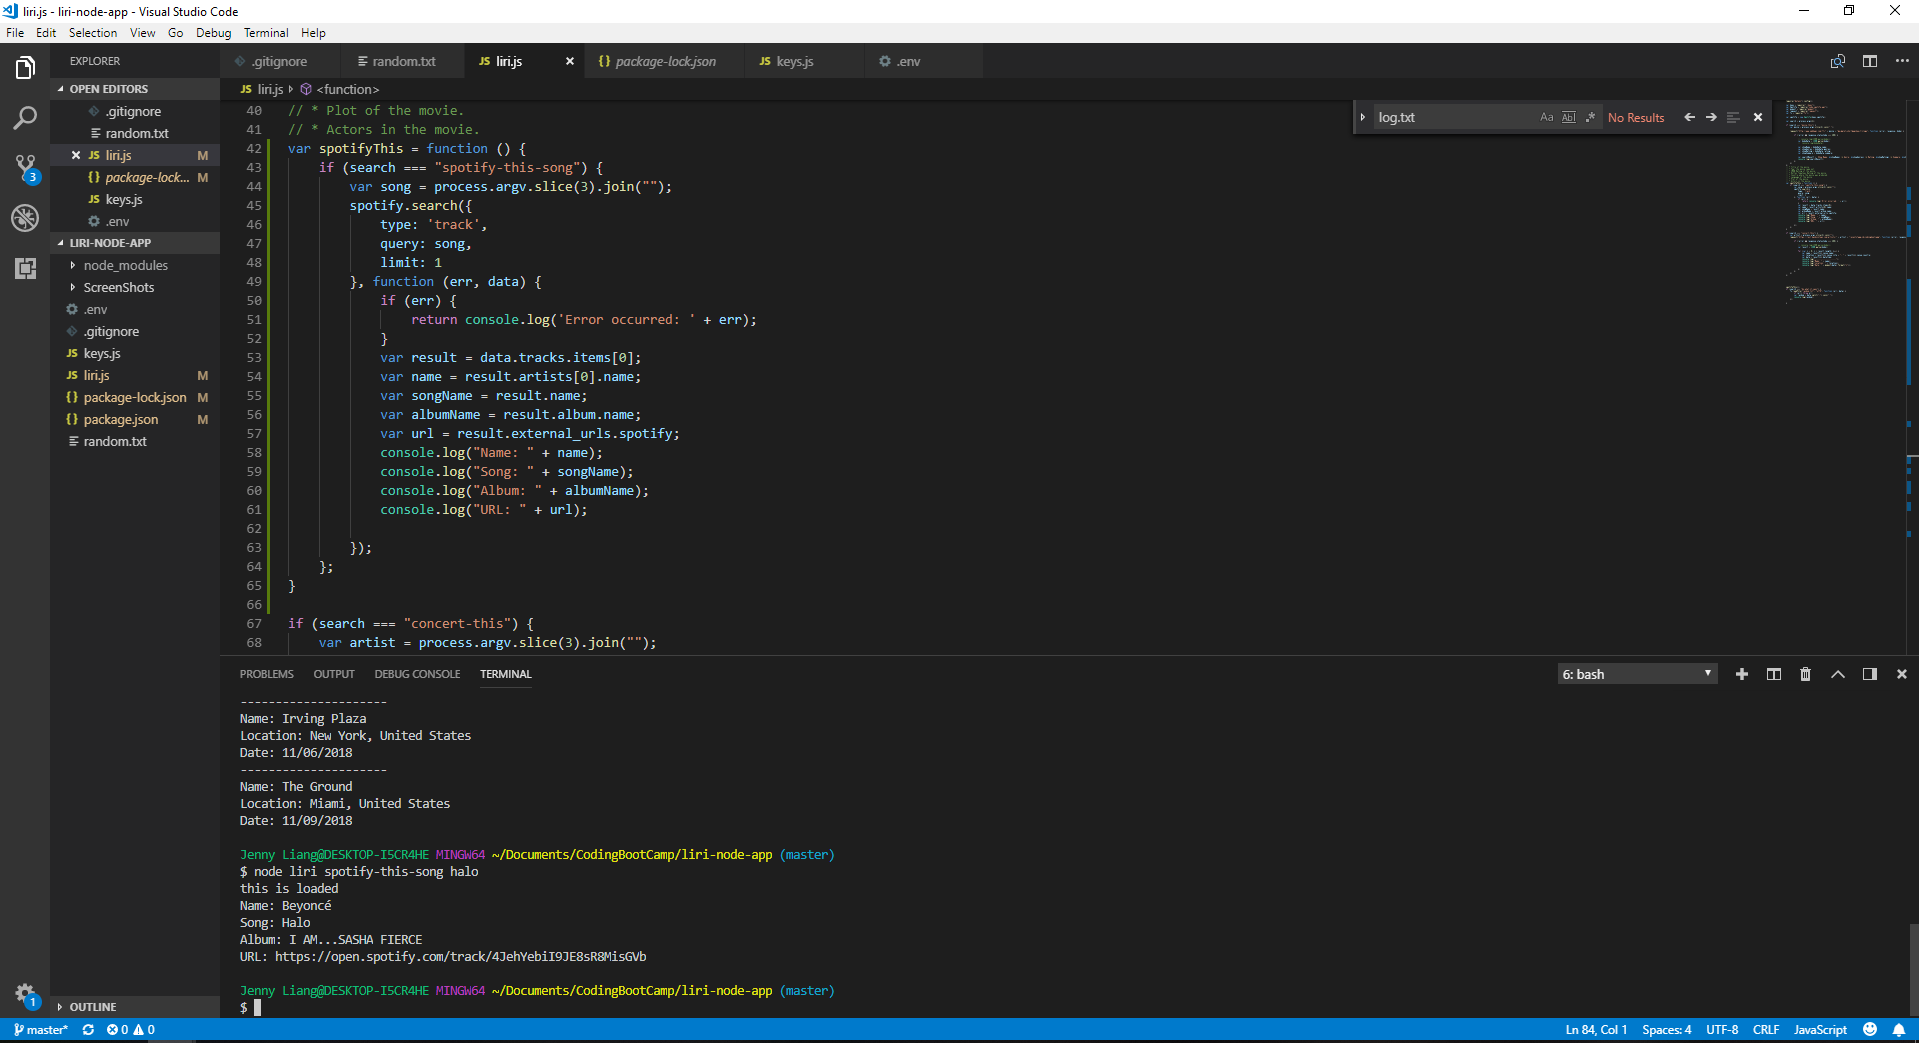 liri.js - liri-node-app - Visual Studio Code
File Edit Selection View Go Debug Terminal Help
EXPLORER
OPEN EDITORS
.gitignore
random.txt
JS liri.js M
{} package-lock... M
JS keys.js
.env
LIRI-NODE-APP
node_modules
ScreenShots
.env
.gitignore
JS keys.js
JS liri.js M
{} package-lock.json M
{} package.json M
random.txt
OUTLINE
3
1
.gitignore random.txt JS liri.js {} package-lock.json JS keys.js .env
JS liri.js <function>
log.txt Aa Abl .* No Results
40 // * Plot of the movie.
41 // * Actors in the movie.
42 var spotifyThis = function () {
43 if (search === "spotify-this-song") {
44 var song = process.argv.slice(3).join("");
45 spotify.search({
46 type: 'track',
47 query: song,
48 limit: 1
49 }, function (err, data) {
50 if (err) {
51 return console.log('Error occurred: ' + err);
52 }
53 var result = data.tracks.items[0];
54 var name = result.artists[0].name;
55 var songName = result.name;
56 var albumName = result.album.name;
57 var url = result.external_urls.spotify;
58 console.log("Name: " + name);
59 console.log("Song: " + songName);
60 console.log("Album: " + albumName);
61 console.log("URL: " + url);
62
63 });
64 };
65 }
66
67 if (search === "concert-this") {
68 var artist = process.argv.slice(3).join("");
PROBLEMS OUTPUT DEBUG CONSOLE TERMINAL 6: bash
---------------------
Name: Irving Plaza
Location: New York, United States
Date: 11/06/2018
---------------------
Name: The Ground
Location: Miami, United States
Date: 11/09/2018
Jenny Liang@DESKTOP-I5CR4HE MINGW64 ~/Documents/CodingBootCamp/liri-node-app (master)
$ node liri spotify-this-song halo
this is loaded
Name: Beyoncé
Song: Halo
Album: I AM...SASHA FIERCE
URL: https://open.spotify.com/track/4JehYebiI9JE8sR8MisGVb
Jenny Liang@DESKTOP-I5CR4HE MINGW64 ~/Documents/CodingBootCamp/liri-node-app (master)
$
master* 0 0 Ln 84, Col 1 Spaces: 4 UTF-8 CRLF JavaScript